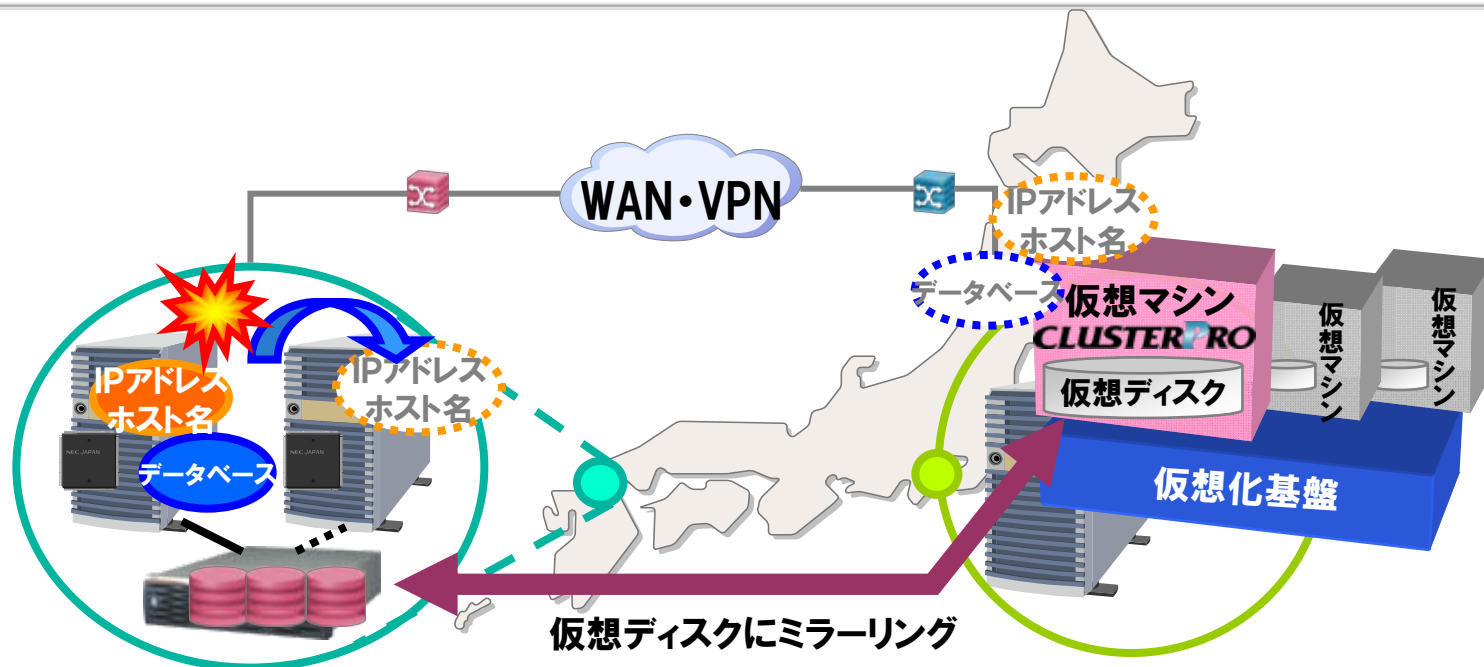 WAN・VPN
IPアドレス
ホスト名
データベース
仮想マシン
CLUSTERPRO
仮想ディスク
仮想マシン
仮想マシン
仮想化基盤
IPアドレス
ホスト名
データベース
IPアドレス
ホスト名
NEC JAPAN
NEC JAPAN
仮想ディスクにミラーリング